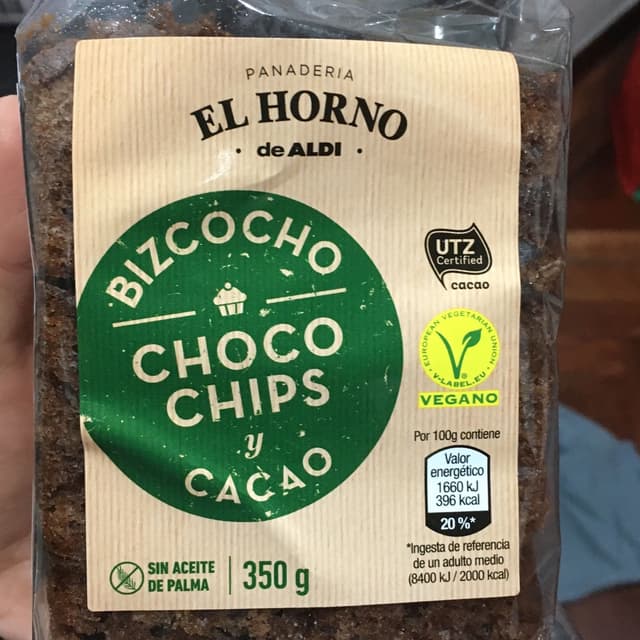 PANADERIA
EL HORNO
· de ALDI ·
BIZCOCHO
CHOCO
CHIPS
y
CACAO
SIN ACEITE
DE PALMA
350 g
UTZ
Certified
cacao
EUROPEAN VEGETARIAN UNION
V-LABEL.EU
VEGANO
Por 100g contiene
Valor
energético
1660 kJ
396 kcal
20 %*
*Ingesta de referencia
de un adulto medio
(8400 kJ / 2000 kcal)